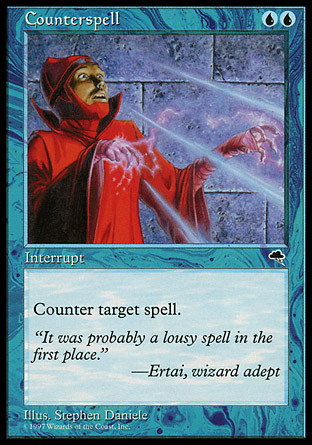 Counterspell
Interrupt
Counter target spell.
“It was probably a lousy spell in the
first place.”
—Ertai, wizard adept
Illus. Stephen Daniele
©1997 Wizards of the Coast, Inc.